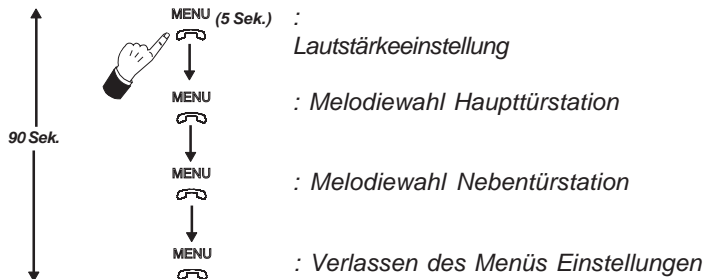 MENU (5 Sek.) :
Lautstärkeeinstellung
MENU : Melodiewahl Haupttürstation
90 Sek.
MENU : Melodiewahl Nebentürstation
MENU : Verlassen des Menüs Einstellungen